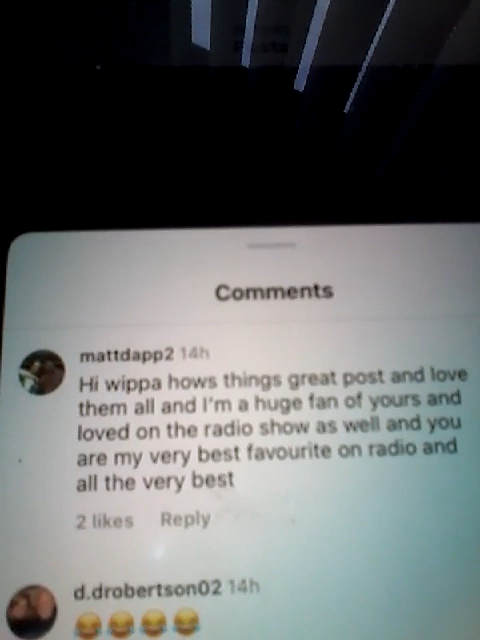 Comments
mattdapp2 14h
Hi wippa hows things great post and love
them all and I'm a huge fan of yours and
loved on the radio show as well and you
are my very best favourite on radio and
all the very best
2 likes Reply
d.drobertson02 14h
😂😂😂😂